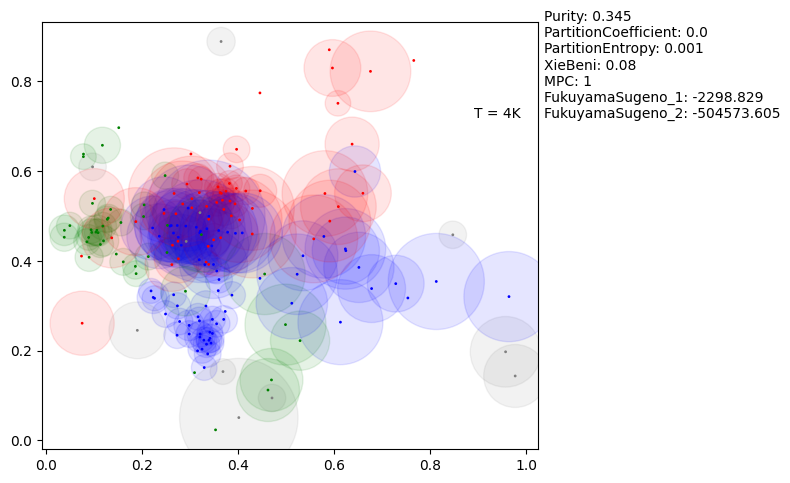 Purity: 0.345
PartitionCoefficient: 0.0
PartitionEntropy: 0.001
XieBeni: 0.08
MPC: 1
FukuyamaSugeno_1: -2298.829
FukuyamaSugeno_2: -504573.605
T = 4K
0.8
0.6
0.4
0.2
0.0
0.0 0.2 0.4 0.6 0.8 1.0